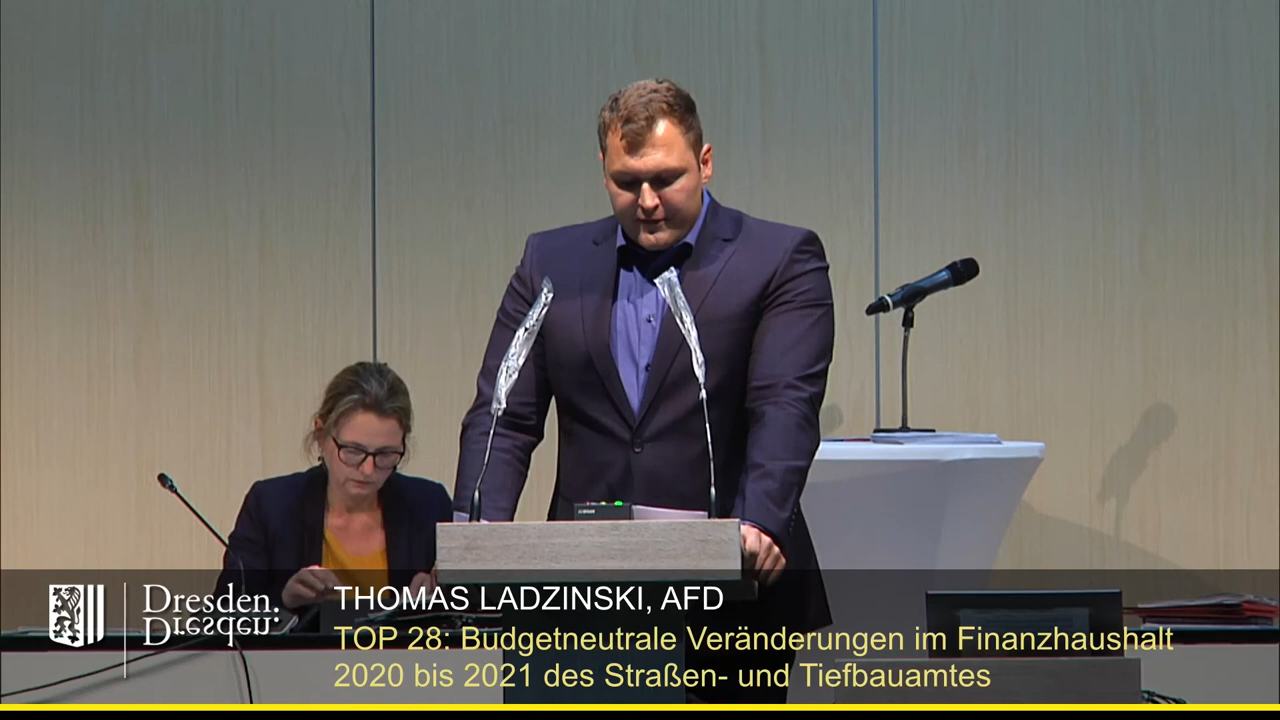 Dresden.
THOMAS LADZINSKI, AFD
TOP 28: Budgetneutrale Veränderungen im Finanzhaushalt
2020 bis 2021 des Straßen- und Tiefbauamtes